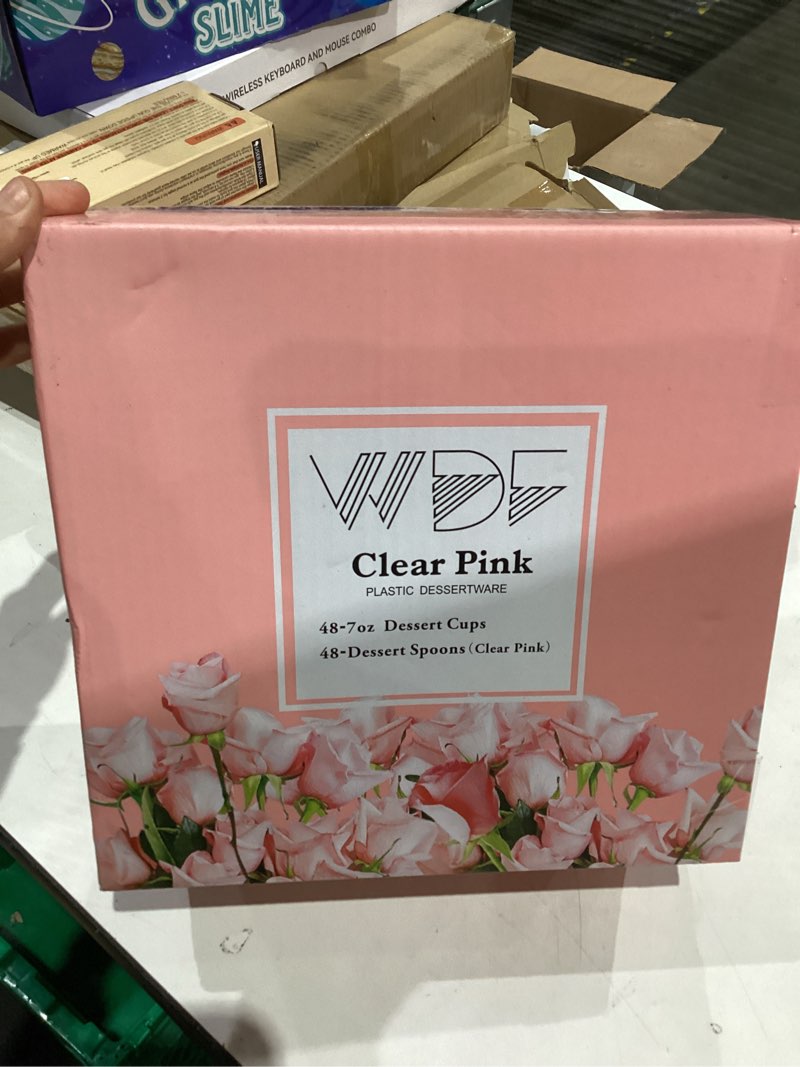 SLIME
WIRELESS KEYBOARD AND MOUSE COMBO
WDF
Clear Pink
PLASTIC DESSERTWARE
48-7oz Dessert Cups
48-Dessert Spoons (Clear Pink)